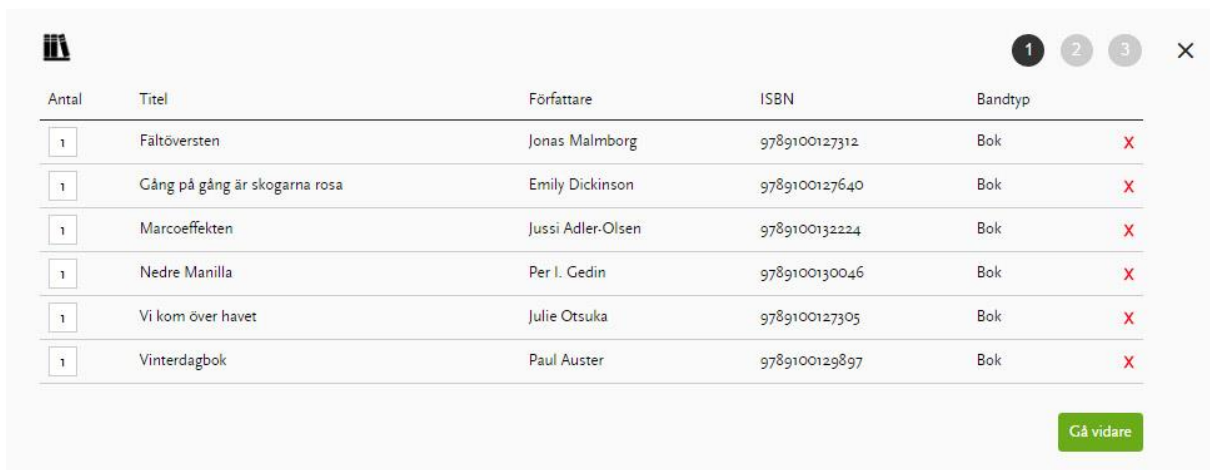 1 2 3 X
Antal Titel Författare ISBN Bandtyp
1 Fältöversten Jonas Malmborg 9789100127312 Bok X
1 Gång på gång är skogarna rosa Emily Dickinson 9789100127640 Bok X
1 Marcoeffekten Jussi Adler-Olsen 9789100132224 Bok X
1 Nedre Manilla Per I. Gedin 9789100130046 Bok X
1 Vi kom över havet Julie Otsuka 9789100127305 Bok X
1 Vinterdagbok Paul Auster 9789100129897 Bok X
Gå vidare